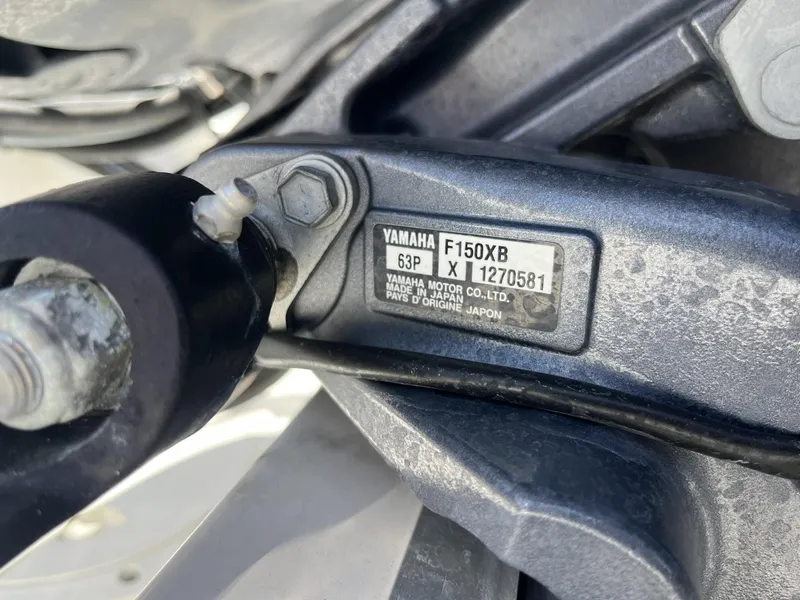 YAMAHA F150XB
63P X 1270581
YAMAHA MOTOR CO.,LTD.
MADE IN JAPAN
PAYS D'ORIGINE JAPON